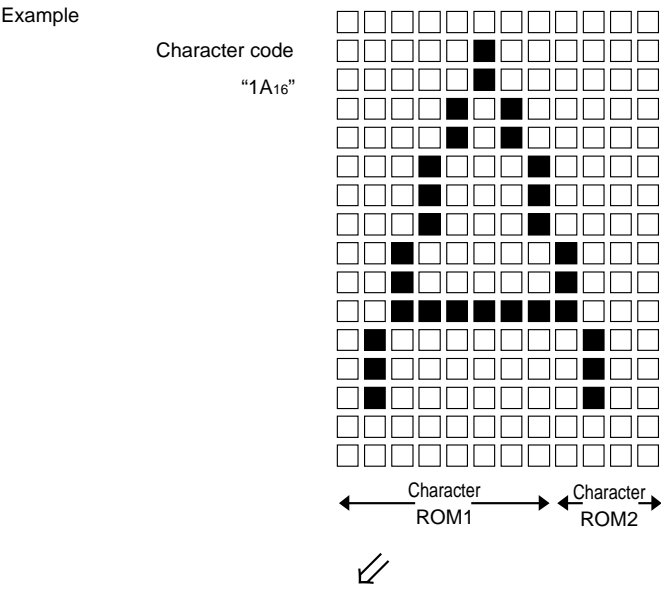 Example
Character code
“1A16”
Character Character
ROM1 ROM2